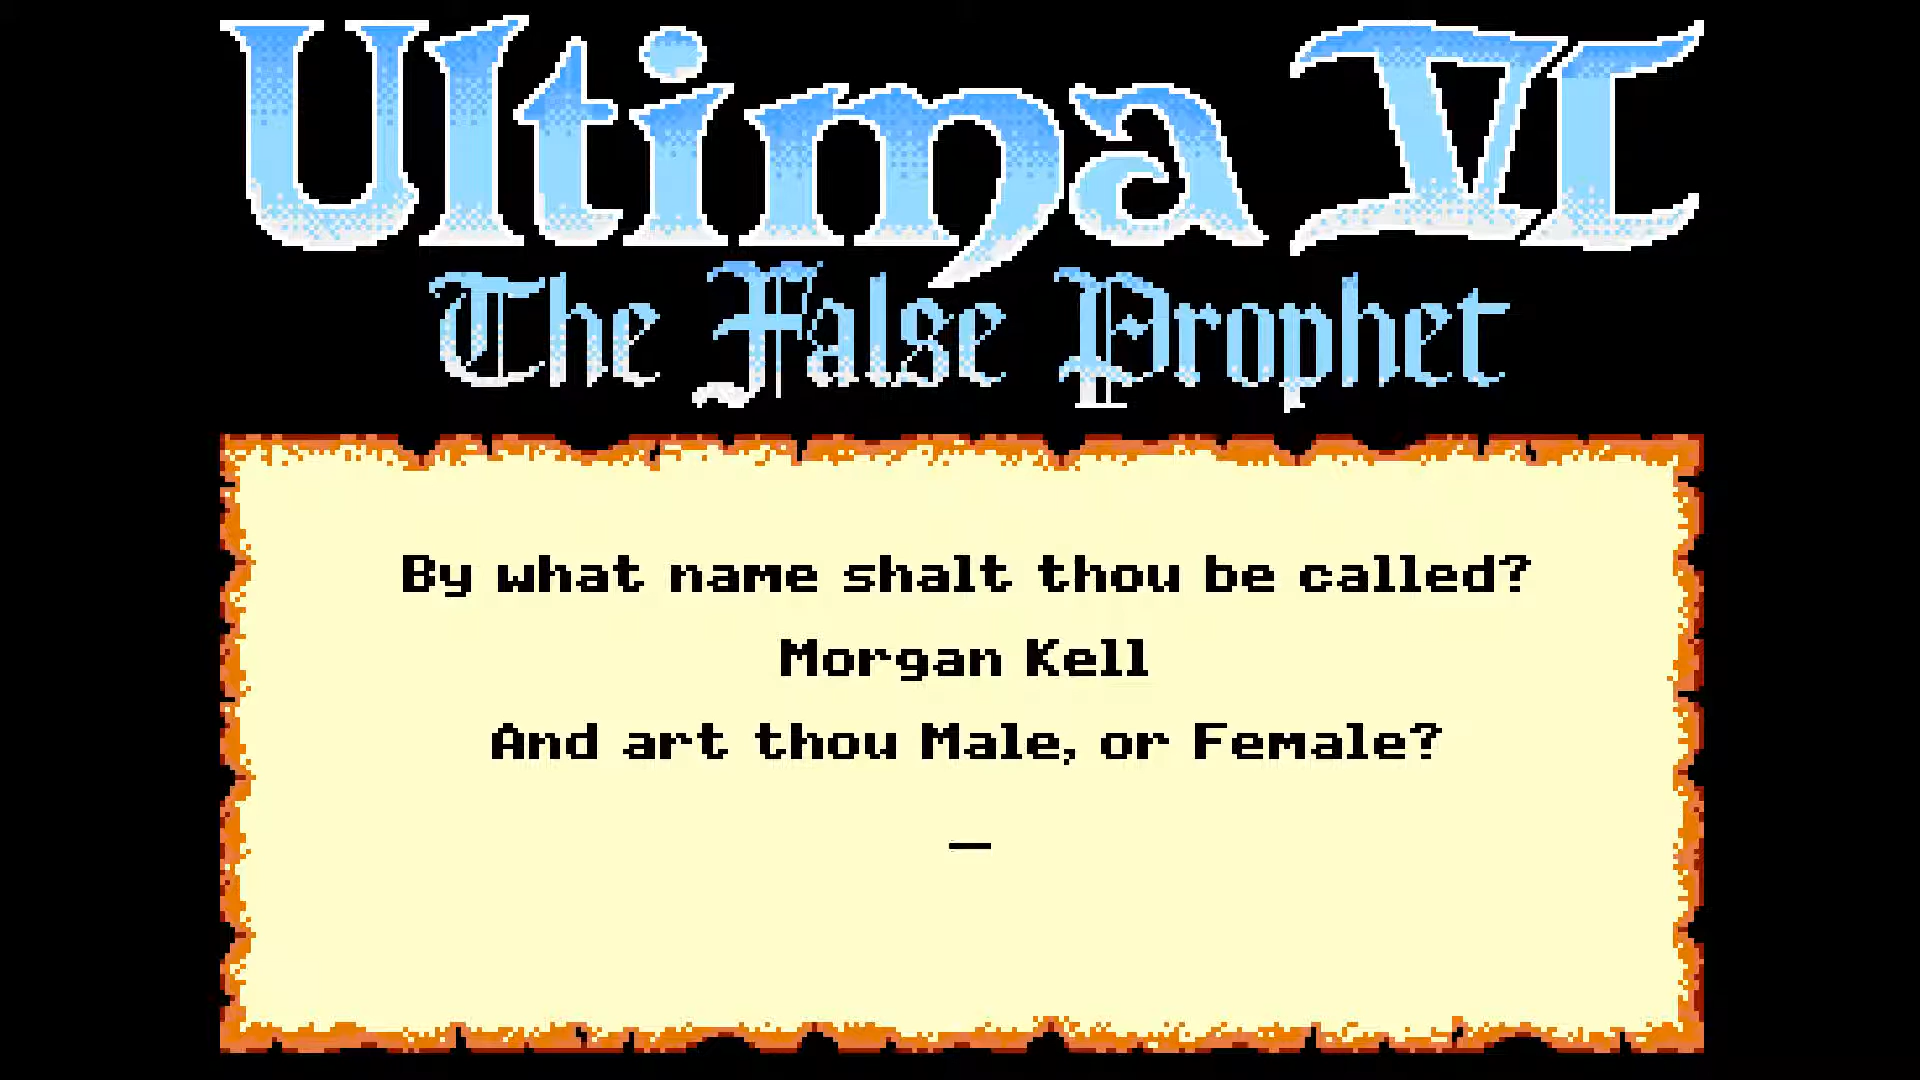 Ultima VI
The False Prophet
By what name shalt thou be called?
Morgan Kell
And art thou Male, or Female?
_